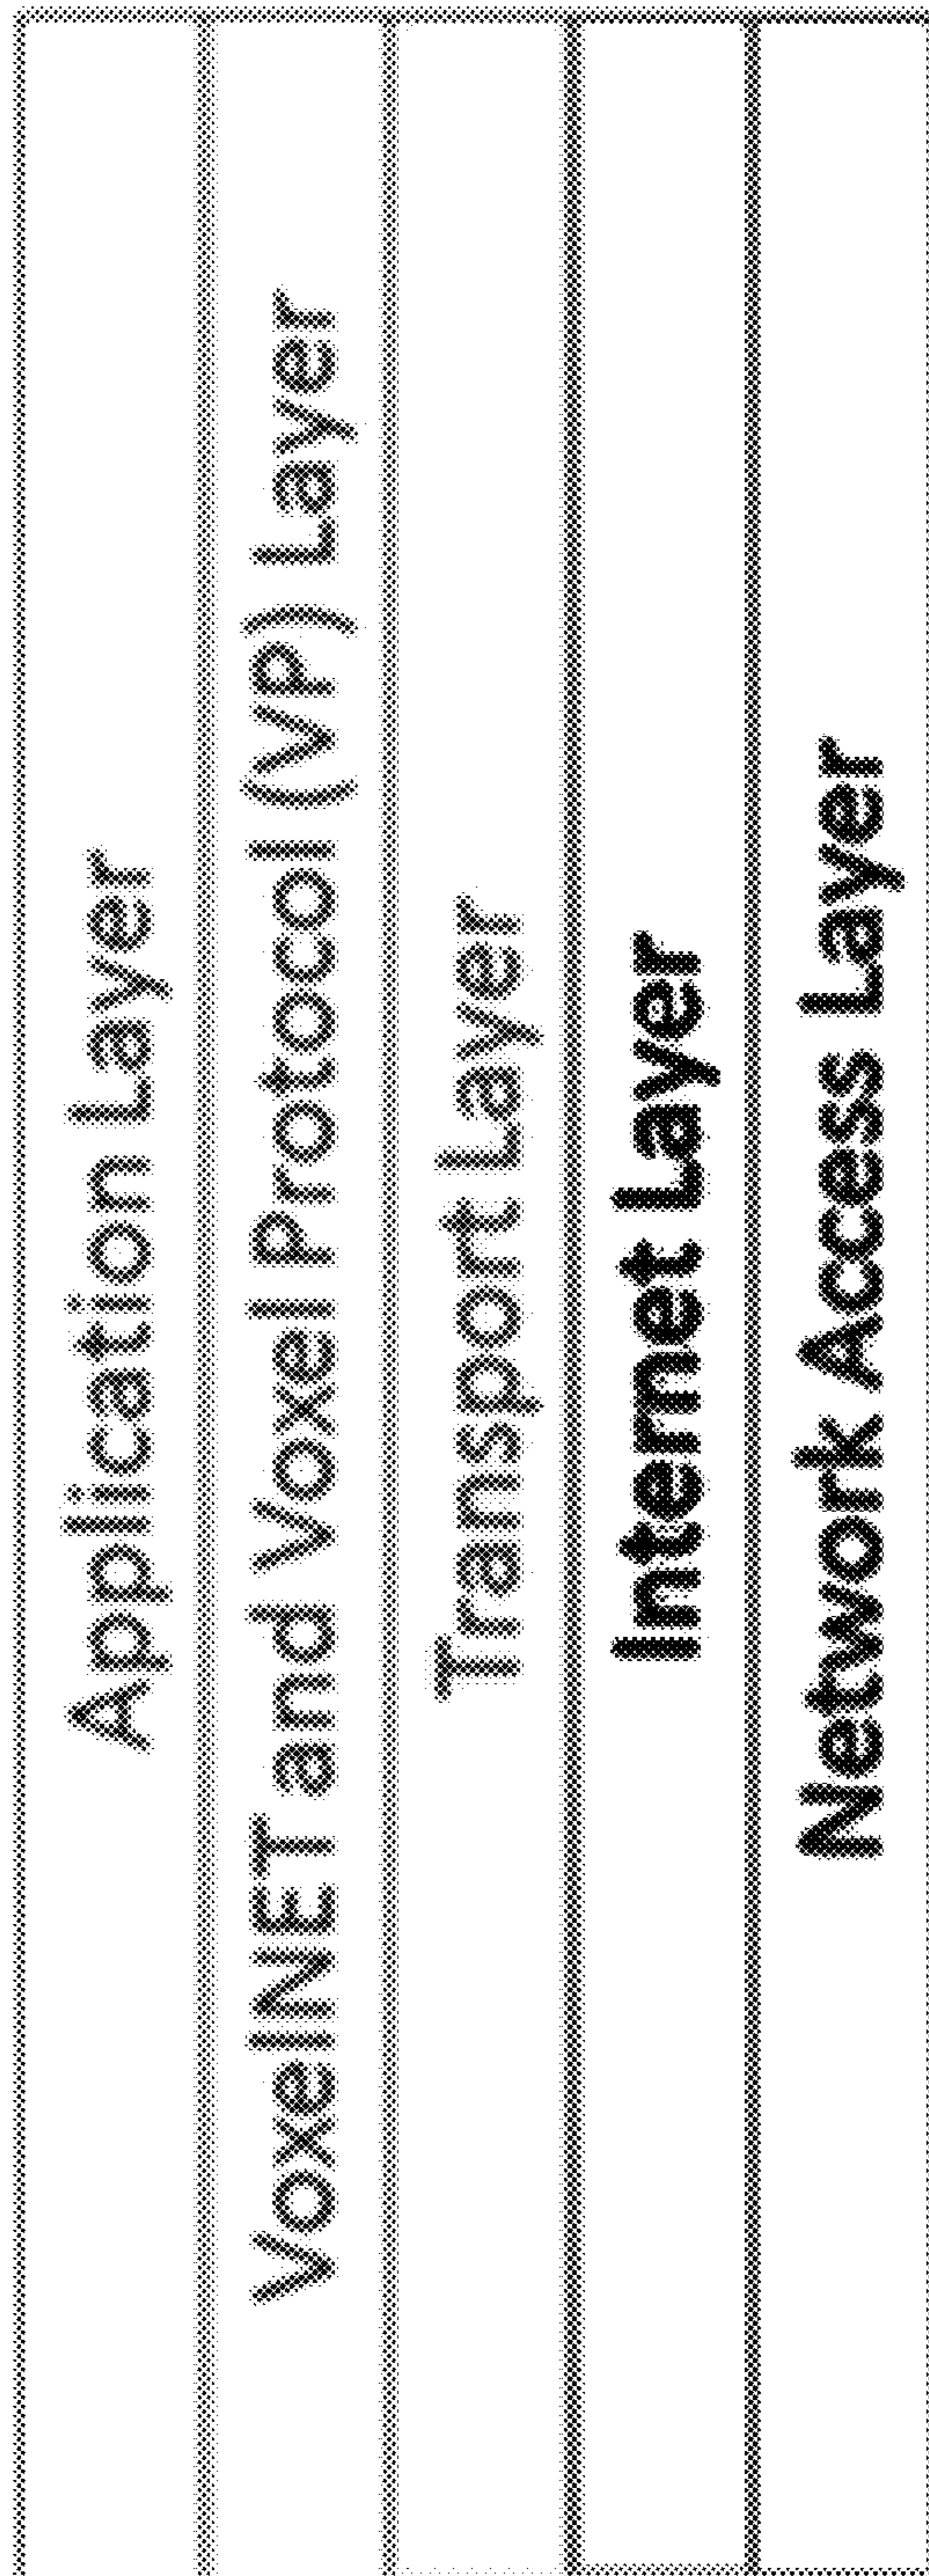 Application Layer
VoxelNET and Voxel Protocol (VP) Layer
Transport Layer
Internet Layer
Network Access Layer